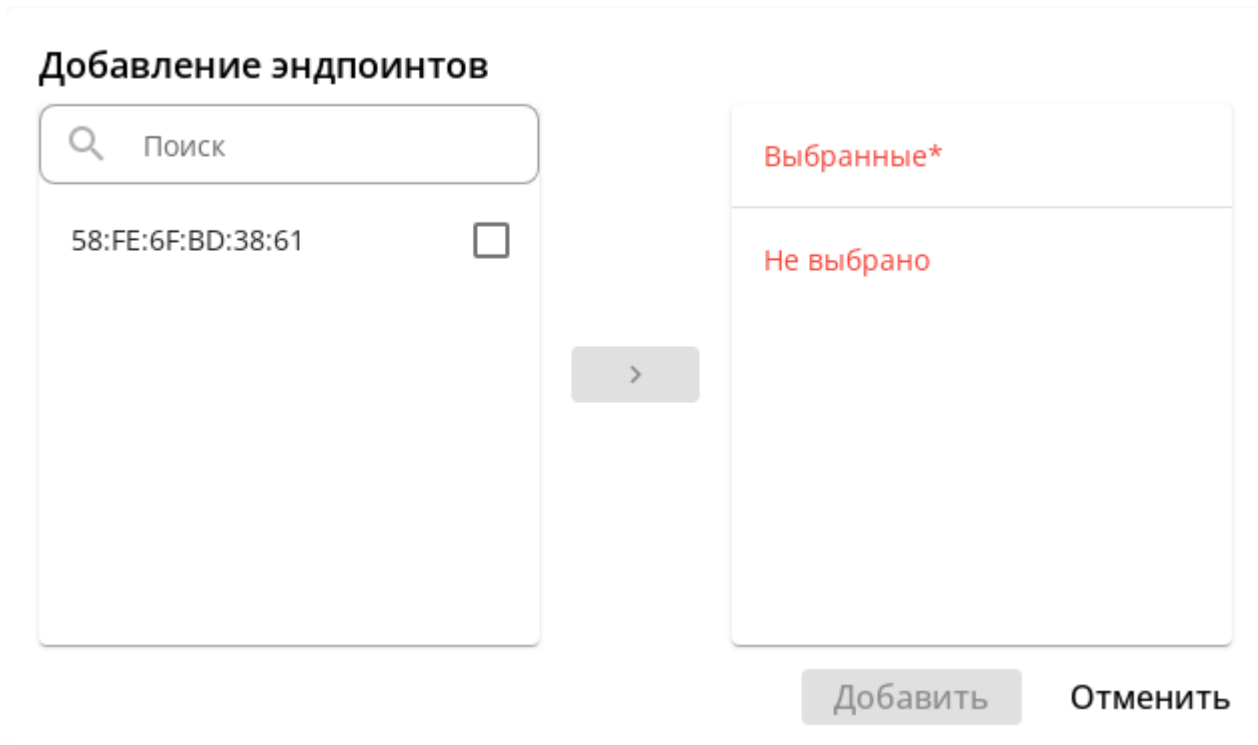 Добавление эндпоинтов
Поиск
58:FE:6F:BD:38:61
Выбранные*
Не выбрано
Добавить
Отменить